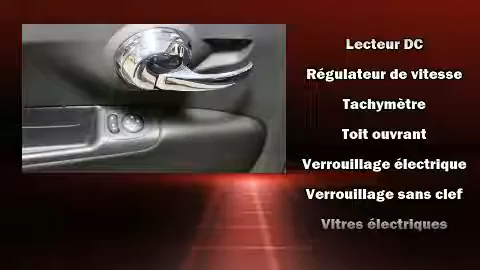 Lecteur DC
Régulateur de vitesse
Tachymètre
Toit ouvrant
Verrouillage électrique
Verrouillage sans clef
Vitres électriques